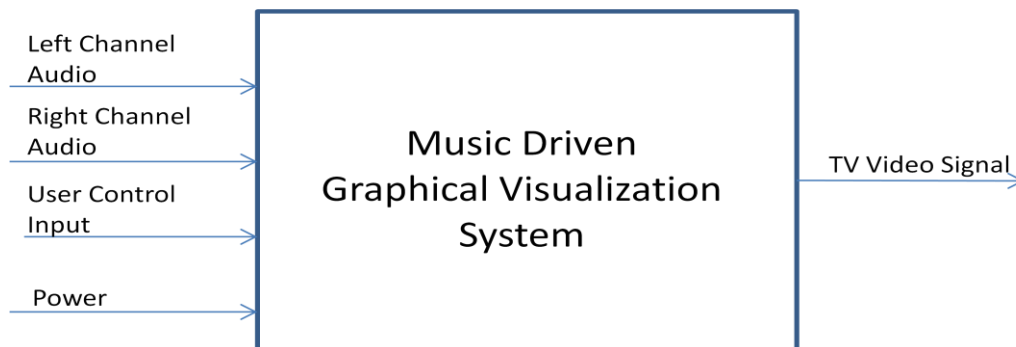 Left Channel
Audio
Right Channel
Audio
User Control
Input
Power
Music Driven
Graphical Visualization
System
TV Video Signal